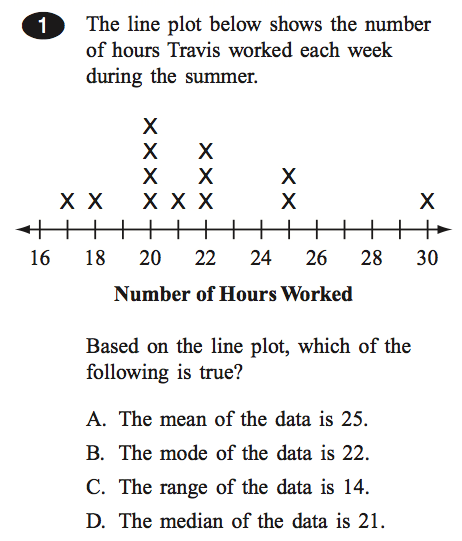 1 The line plot below shows the number
of hours Travis worked each week
during the summer.
X
X X
X X X
X X X X X X X
16 18 20 22 24 26 28 30
Number of Hours Worked
Based on the line plot, which of the
following is true?
A. The mean of the data is 25.
B. The mode of the data is 22.
C. The range of the data is 14.
D. The median of the data is 21.